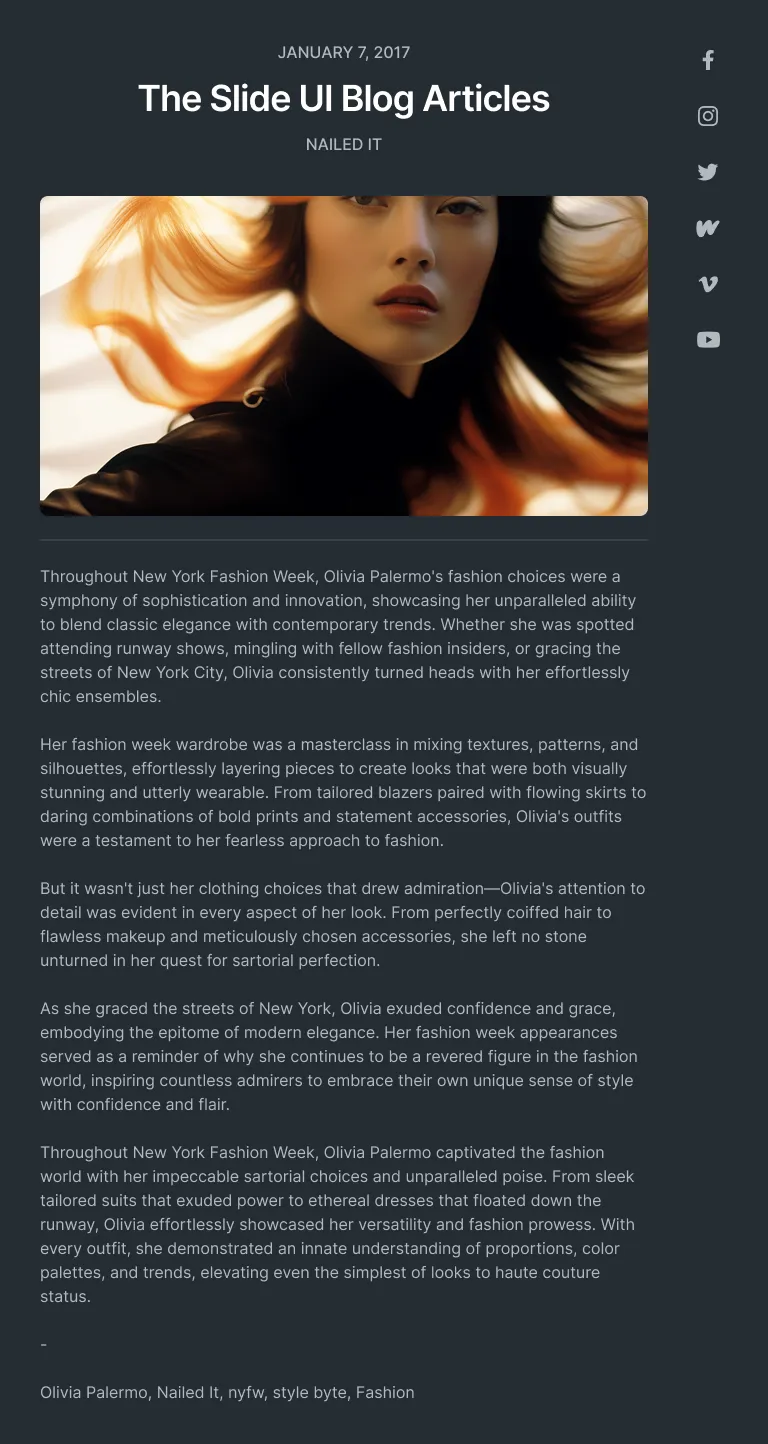 JANUARY 7, 2017
The Slide UI Blog Articles
NAILED IT
Throughout New York Fashion Week, Olivia Palermo's fashion choices were a
symphony of sophistication and innovation, showcasing her unparalleled ability
to blend classic elegance with contemporary trends. Whether she was spotted
attending runway shows, mingling with fellow fashion insiders, or gracing the
streets of New York City, Olivia consistently turned heads with her effortlessly
chic ensembles.
Her fashion week wardrobe was a masterclass in mixing textures, patterns, and
silhouettes, effortlessly layering pieces to create looks that were both visually
stunning and utterly wearable. From tailored blazers paired with flowing skirts to
daring combinations of bold prints and statement accessories, Olivia's outfits
were a testament to her fearless approach to fashion.
But it wasn't just her clothing choices that drew admiration—Olivia's attention to
detail was evident in every aspect of her look. From perfectly coiffed hair to
flawless makeup and meticulously chosen accessories, she left no stone
unturned in her quest for sartorial perfection.
As she graced the streets of New York, Olivia exuded confidence and grace,
embodying the epitome of modern elegance. Her fashion week appearances
served as a reminder of why she continues to be a revered figure in the fashion
world, inspiring countless admirers to embrace their own unique sense of style
with confidence and flair.
Throughout New York Fashion Week, Olivia Palermo captivated the fashion
world with her impeccable sartorial choices and unparalleled poise. From sleek
tailored suits that exuded power to ethereal dresses that floated down the
runway, Olivia effortlessly showcased her versatility and fashion prowess. With
every outfit, she demonstrated an innate understanding of proportions, color
palettes, and trends, elevating even the simplest of looks to haute couture
status.
-
Olivia Palermo, Nailed It, nyfw, style byte, Fashion